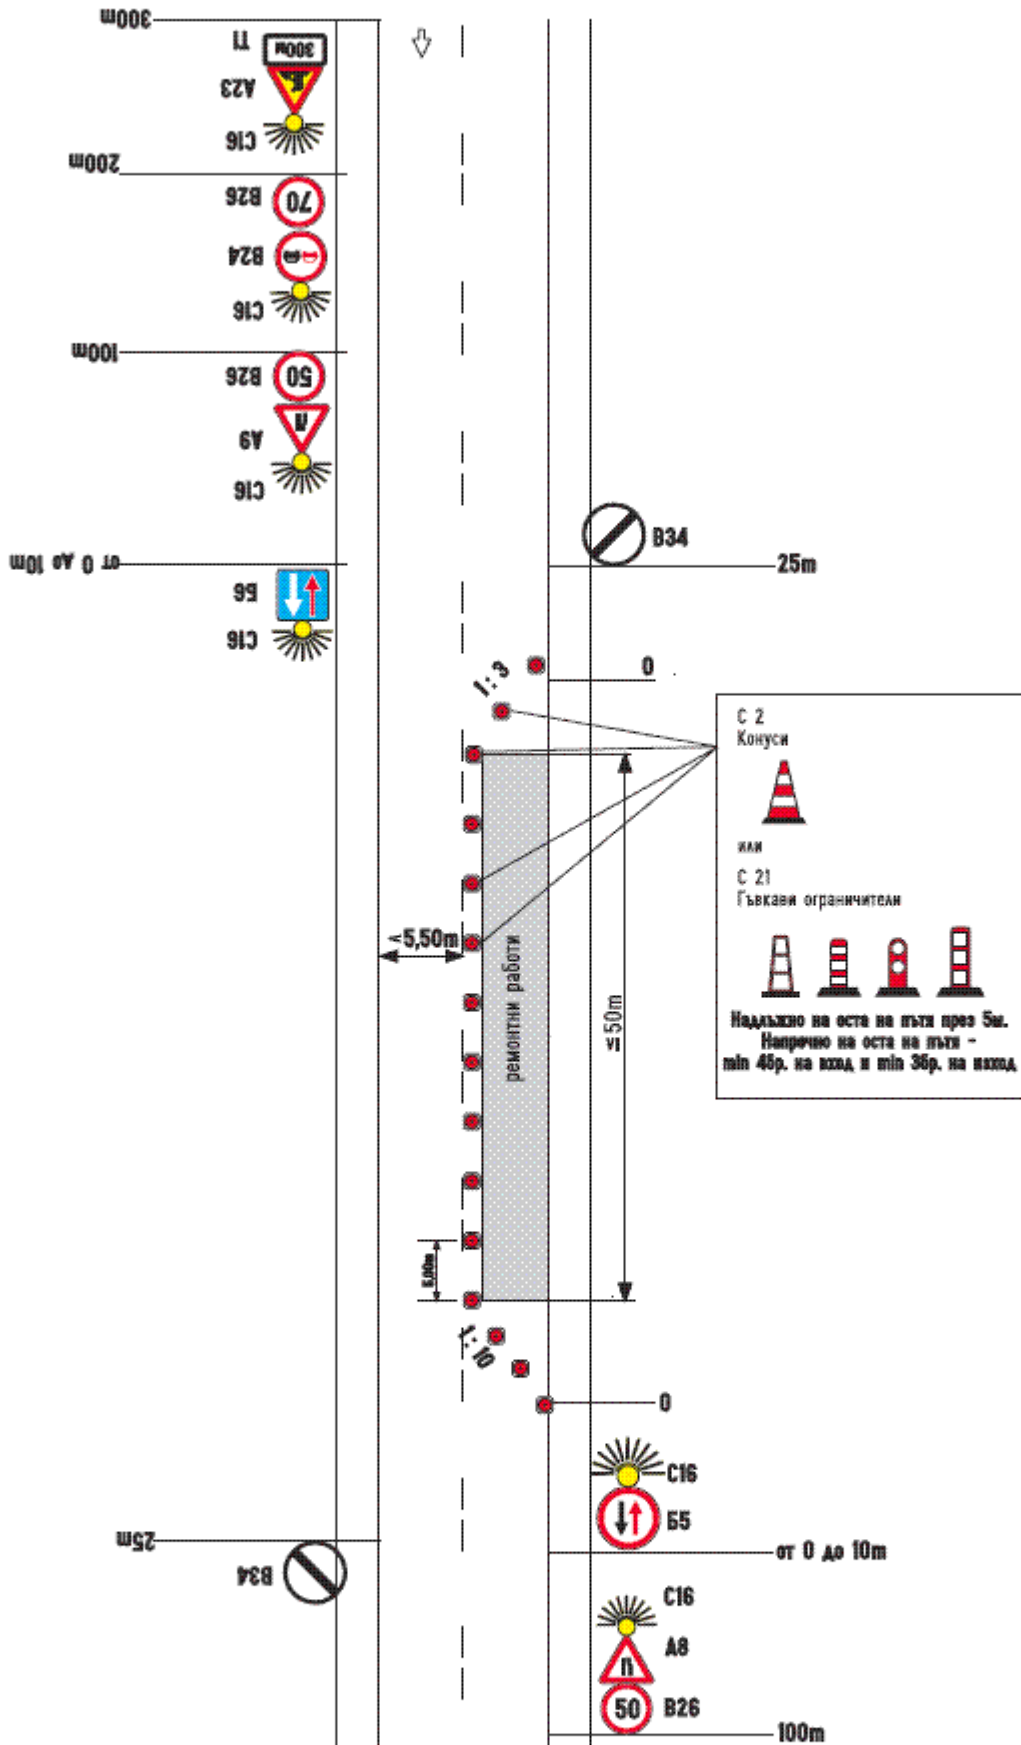 300m
T1
300м
A23
C16
200m
B26
70
B24
C16
100m
B26
50
A9
C16
от 0 до 10m
Б6
C16
B34
25m
1:3
0
С 2
Конуси
или
С 21
Гъвкави ограничители
Надлъжно на оста на пътя през 5м.
Напречно на оста на пътя -
min 4бр. на вход и min 3бр. на изход
<5,50m
ремонтни работи
≤50m
5,00m
1:10
0
C16
Б5
от 0 до 10m
25m
B34
C16
A8
50
B26
100m